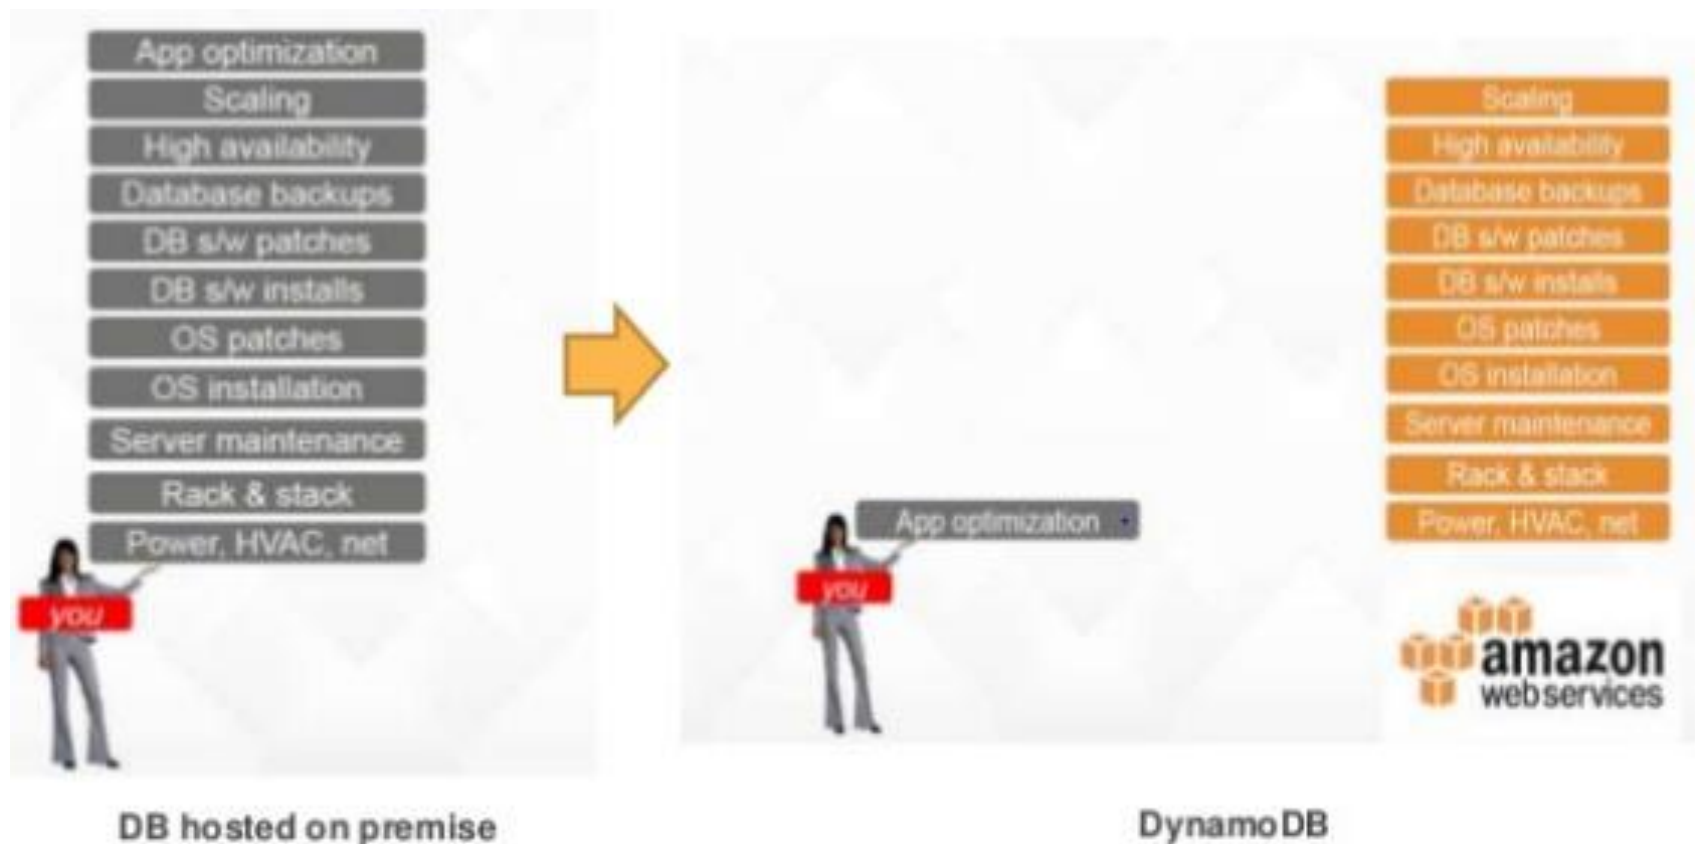 App optimization
Scaling
High availability
Database backups
DB s/w patches
DB s/w installs
OS patches
OS installation
Server maintenance
Rack & stack
Power, HVAC, net
you
DB hosted on premise
App optimization
you
Scaling
High availability
Database backups
DB s/w patches
DB s/w installs
OS patches
OS installation
Server maintenance
Rack & stack
Power, HVAC, net
amazon
webservices
DynamoDB